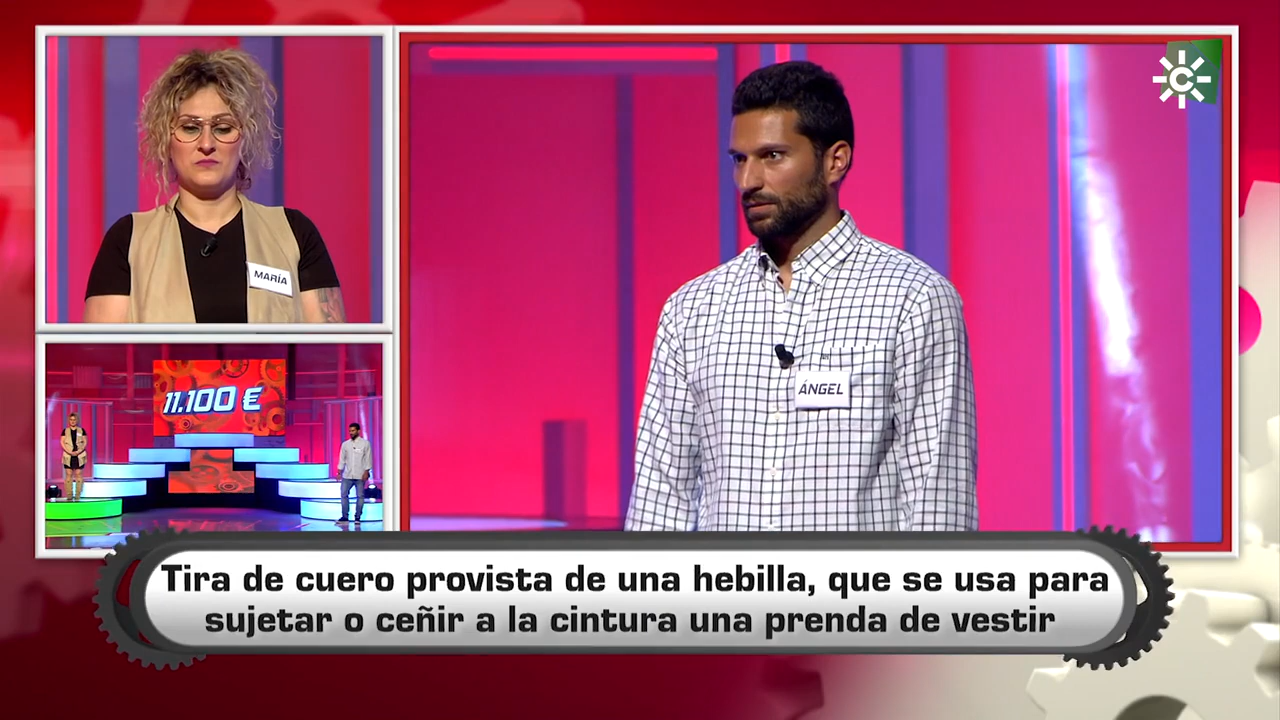 MARÍA
ÁNGEL
11.100 €
Tira de cuero provista de una hebilla, que se usa para
sujetar o ceñir a la cintura una prenda de vestir
C